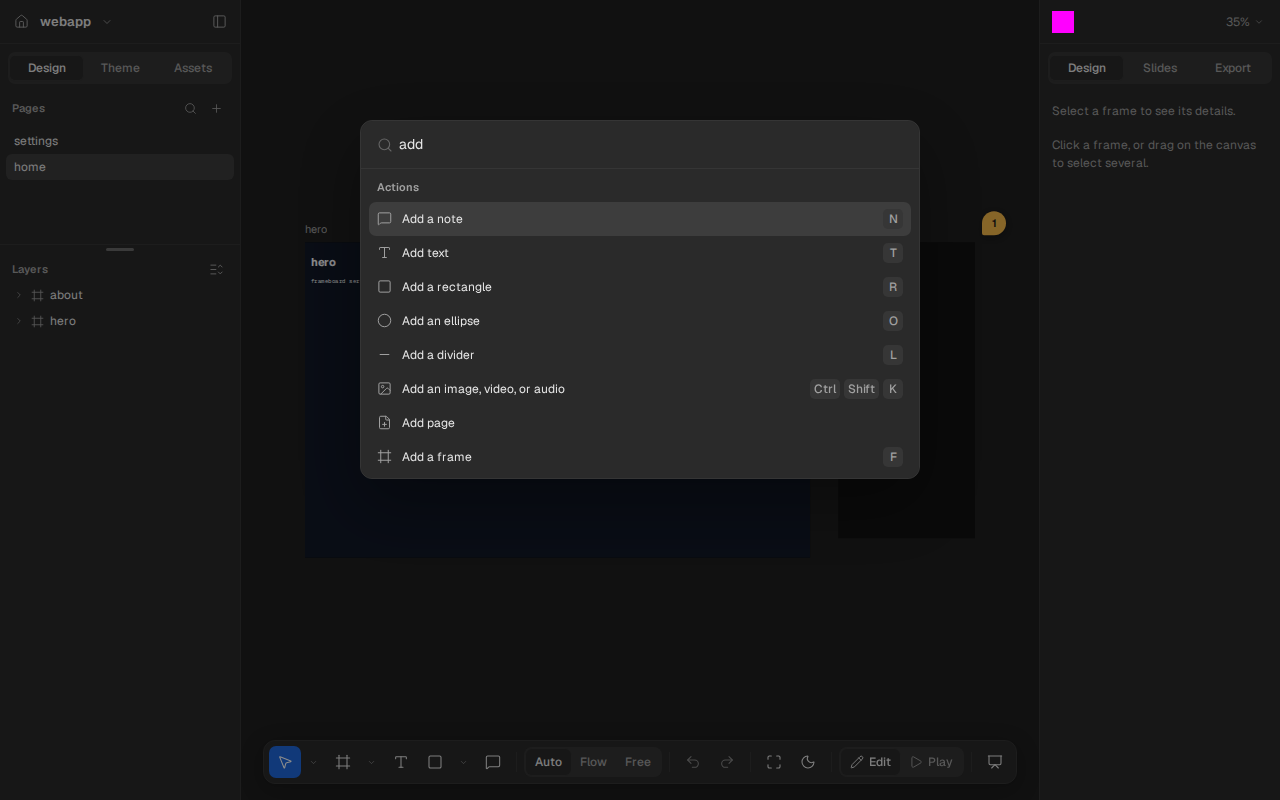 webapp
35%
Design
Theme
Assets
Design
Slides
Export
Pages
settings
home
Select a frame to see its details.
Click a frame, or drag on the canvas
to select several.
add
Actions
Add a note N
Add text T
Add a rectangle R
Add an ellipse O
Add a divider L
Add an image, video, or audio Ctrl Shift K
Add page
Add a frame F
hero
1
hero
Layers
about
hero
Auto
Flow
Free
Edit
Play